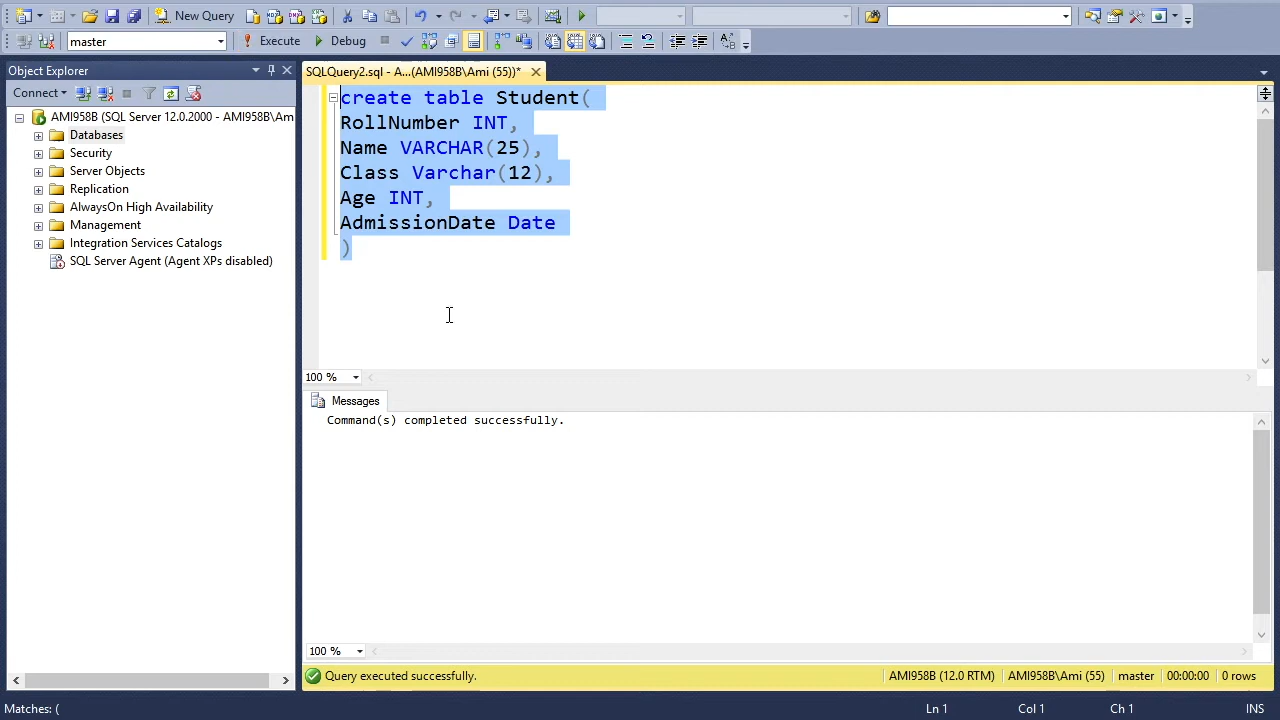 New Query
master
Execute
Debug
Object Explorer
SQLQuery2.sql - A...(AMI958B\Ami (55))*
Connect
AMI958B (SQL Server 12.0.2000 - AMI958B\Am
Databases
Security
Server Objects
Replication
AlwaysOn High Availability
Management
Integration Services Catalogs
SQL Server Agent (Agent XPs disabled)
create table Student(
RollNumber INT,
Name VARCHAR(25),
Class Varchar(12),
Age INT,
AdmissionDate Date
)
100 %
Messages
Command(s) completed successfully.
100 %
Query executed successfully.
AMI958B (12.0 RTM)
AMI958B\Ami (55)
master
00:00:00
0 rows
Matches: (
Ln 1
Col 1
Ch 1
INS